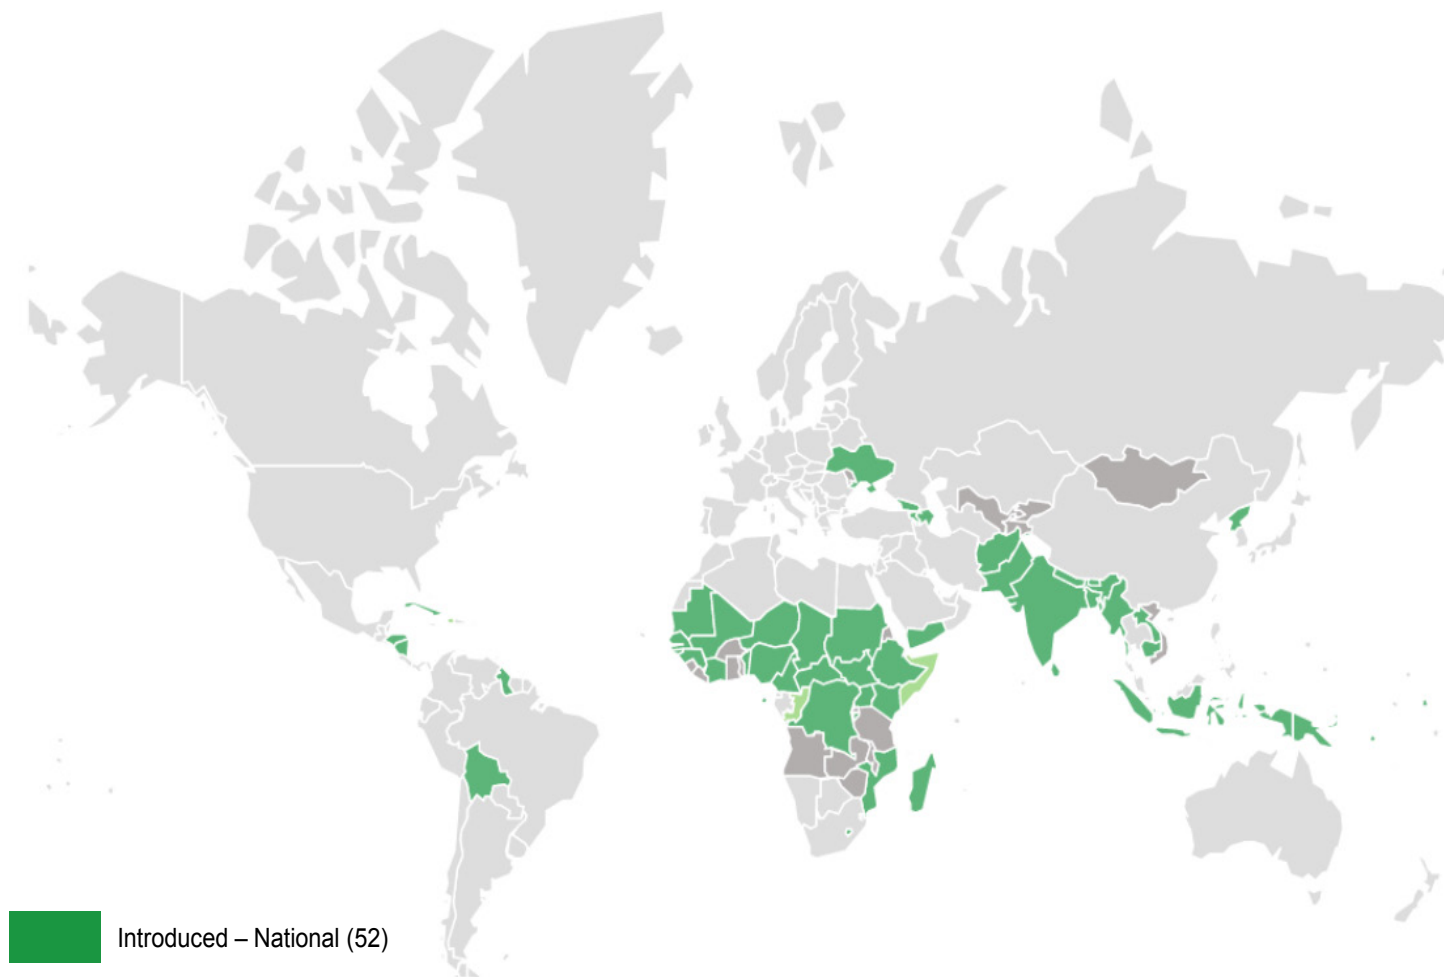 Introduced – National (52)